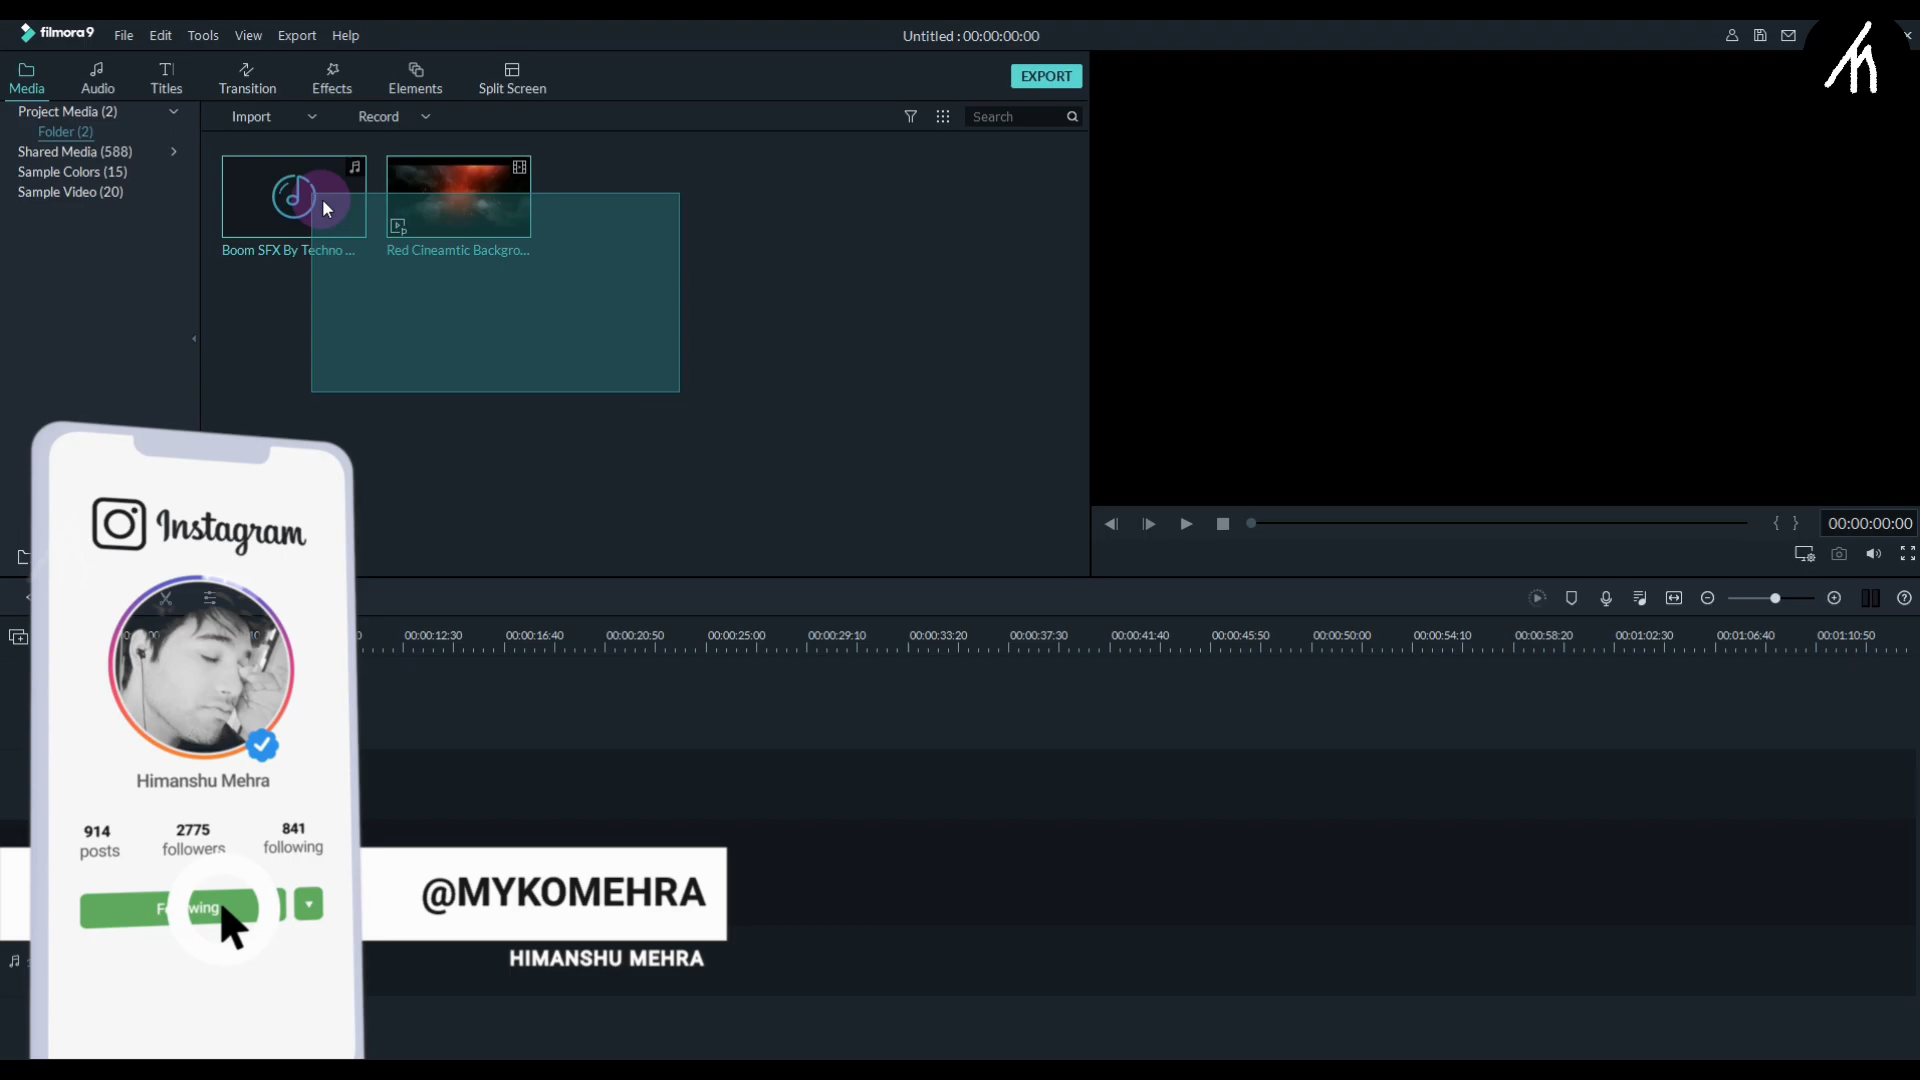 filmora9 File Edit Tools View Export Help Untitled : 00:00:00:00
Media Audio Titles Transition Effects Elements Split Screen EXPORT
Project Media (2)
Folder (2)
Shared Media (588)
Sample Colors (15)
Sample Video (20)
Import Record Search
Boom SFX By Techno ... Red Cineamtic Backgro...
00:00:00:00
00:00:12:30 00:00:16:40 00:00:20:50 00:00:25:00 00:00:29:10 00:00:33:20 00:00:37:30 00:00:41:40 00:00:45:50 00:00:50:00 00:00:54:10 00:00:58:20 00:01:02:30 00:01:06:40 00:01:10:50
Instagram
Himanshu Mehra
914 2775 841
posts followers following
@MYKOMEHRA
HIMANSHU MEHRA